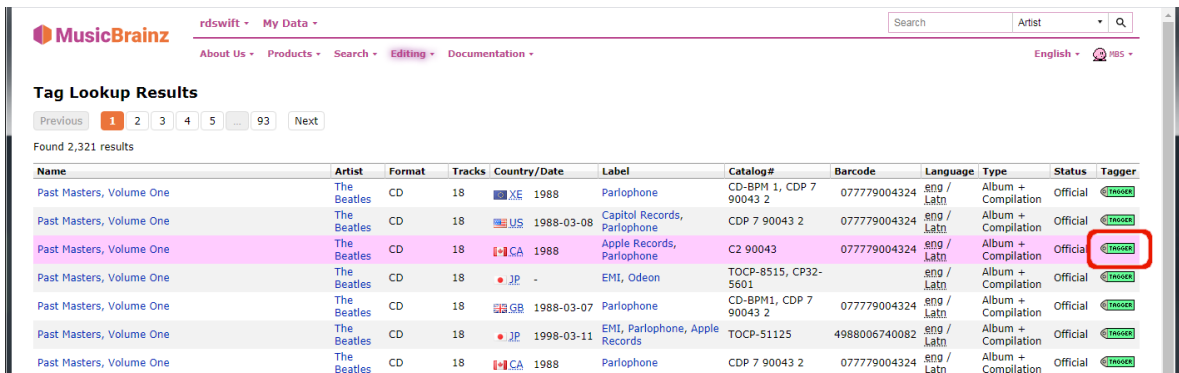 rdswift My Data Search Artist
MusicBrainz
About Us Products Search Editing Documentation English MBS
Tag Lookup Results
Previous 1 2 3 4 5 ... 93 Next
Found 2,321 results
Name Artist Format Tracks Country/Date Label Catalog# Barcode Language Type Status Tagger
Past Masters, Volume One The Beatles CD 18 XE 1988 Parlophone CD-BPM 1, CDP 7 90043 2 077779004324 eng / Latn Album + Compilation Official TAGGER
Past Masters, Volume One The Beatles CD 18 US 1988-03-08 Capitol Records, Parlophone CDP 7 90043 2 077779004324 eng / Latn Album + Compilation Official TAGGER
Past Masters, Volume One The Beatles CD 18 CA 1988 Apple Records, Parlophone C2 90043 077779004324 eng / Latn Album + Compilation Official TAGGER
Past Masters, Volume One The Beatles CD 18 JP - EMI, Odeon TOCP-8515, CP32-5601 eng / Latn Album + Compilation Official TAGGER
Past Masters, Volume One The Beatles CD 18 GB 1988-03-07 Parlophone CD-BPM1, CDP 7 90043 2 077779004324 eng / Latn Album + Compilation Official TAGGER
Past Masters, Volume One The Beatles CD 18 JP 1998-03-11 EMI, Parlophone, Apple Records TOCP-51125 4988006740082 eng / Latn Album + Compilation Official TAGGER
Past Masters, Volume One The Beatles CD 18 CA 1988 Parlophone CDP 7 90043 2 077779004324 eng / Latn Album + Compilation Official TAGGER